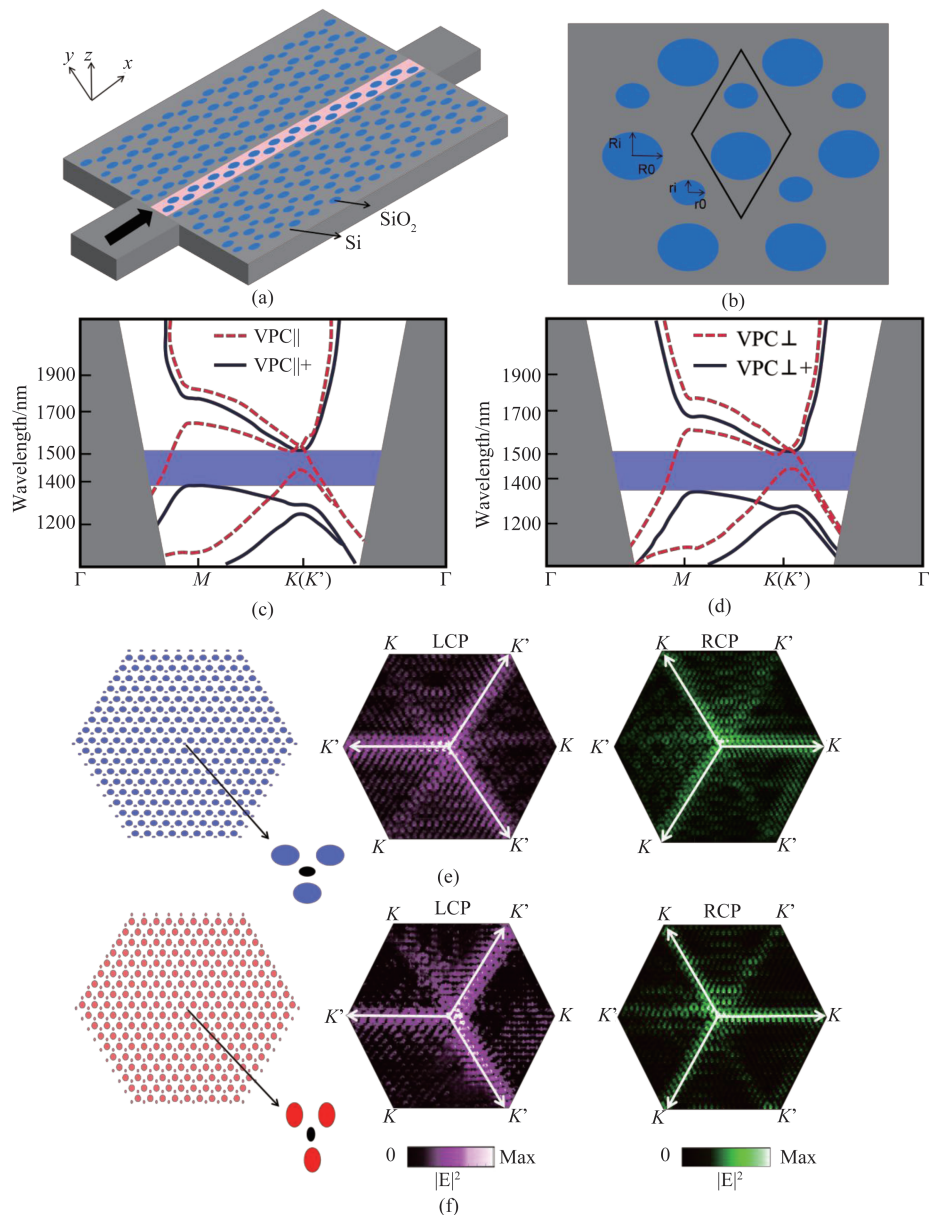 y
z
x
SiO₂
Si
(a)
Ri
R0
ri
r0
(b)
VPC||
VPC||+
Wavelength/nm
1900
1700
1500
1400
1200
Γ
M
K(K’)
Γ
(c)
VPC⊥
VPC⊥+
Wavelength/nm
1900
1700
1500
1400
1200
Γ
M
K(K’)
Γ
(d)
K
LCP
K’
K’
K
K
K’
K
RCP
K’
K’
K
K
K’
(e)
K
LCP
K’
K’
K
K
K’
K
RCP
K’
K’
K
K
K’
0
Max
|E|²
0
Max
|E|²
(f)